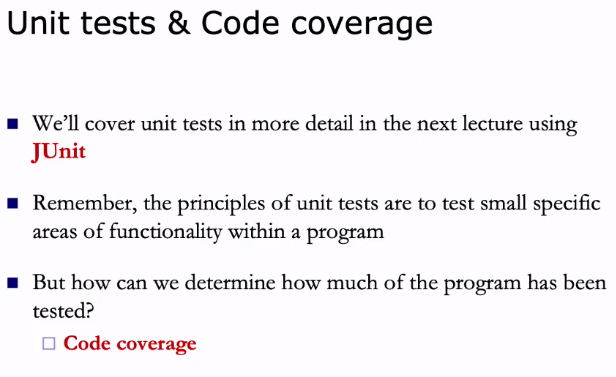 Unit tests & Code coverage
We'll cover unit tests in more detail in the next lecture using
JUnit
Remember, the principles of unit tests are to test small specific
areas of functionality within a program
But how can we determine how much of the program has been
tested?
Code coverage